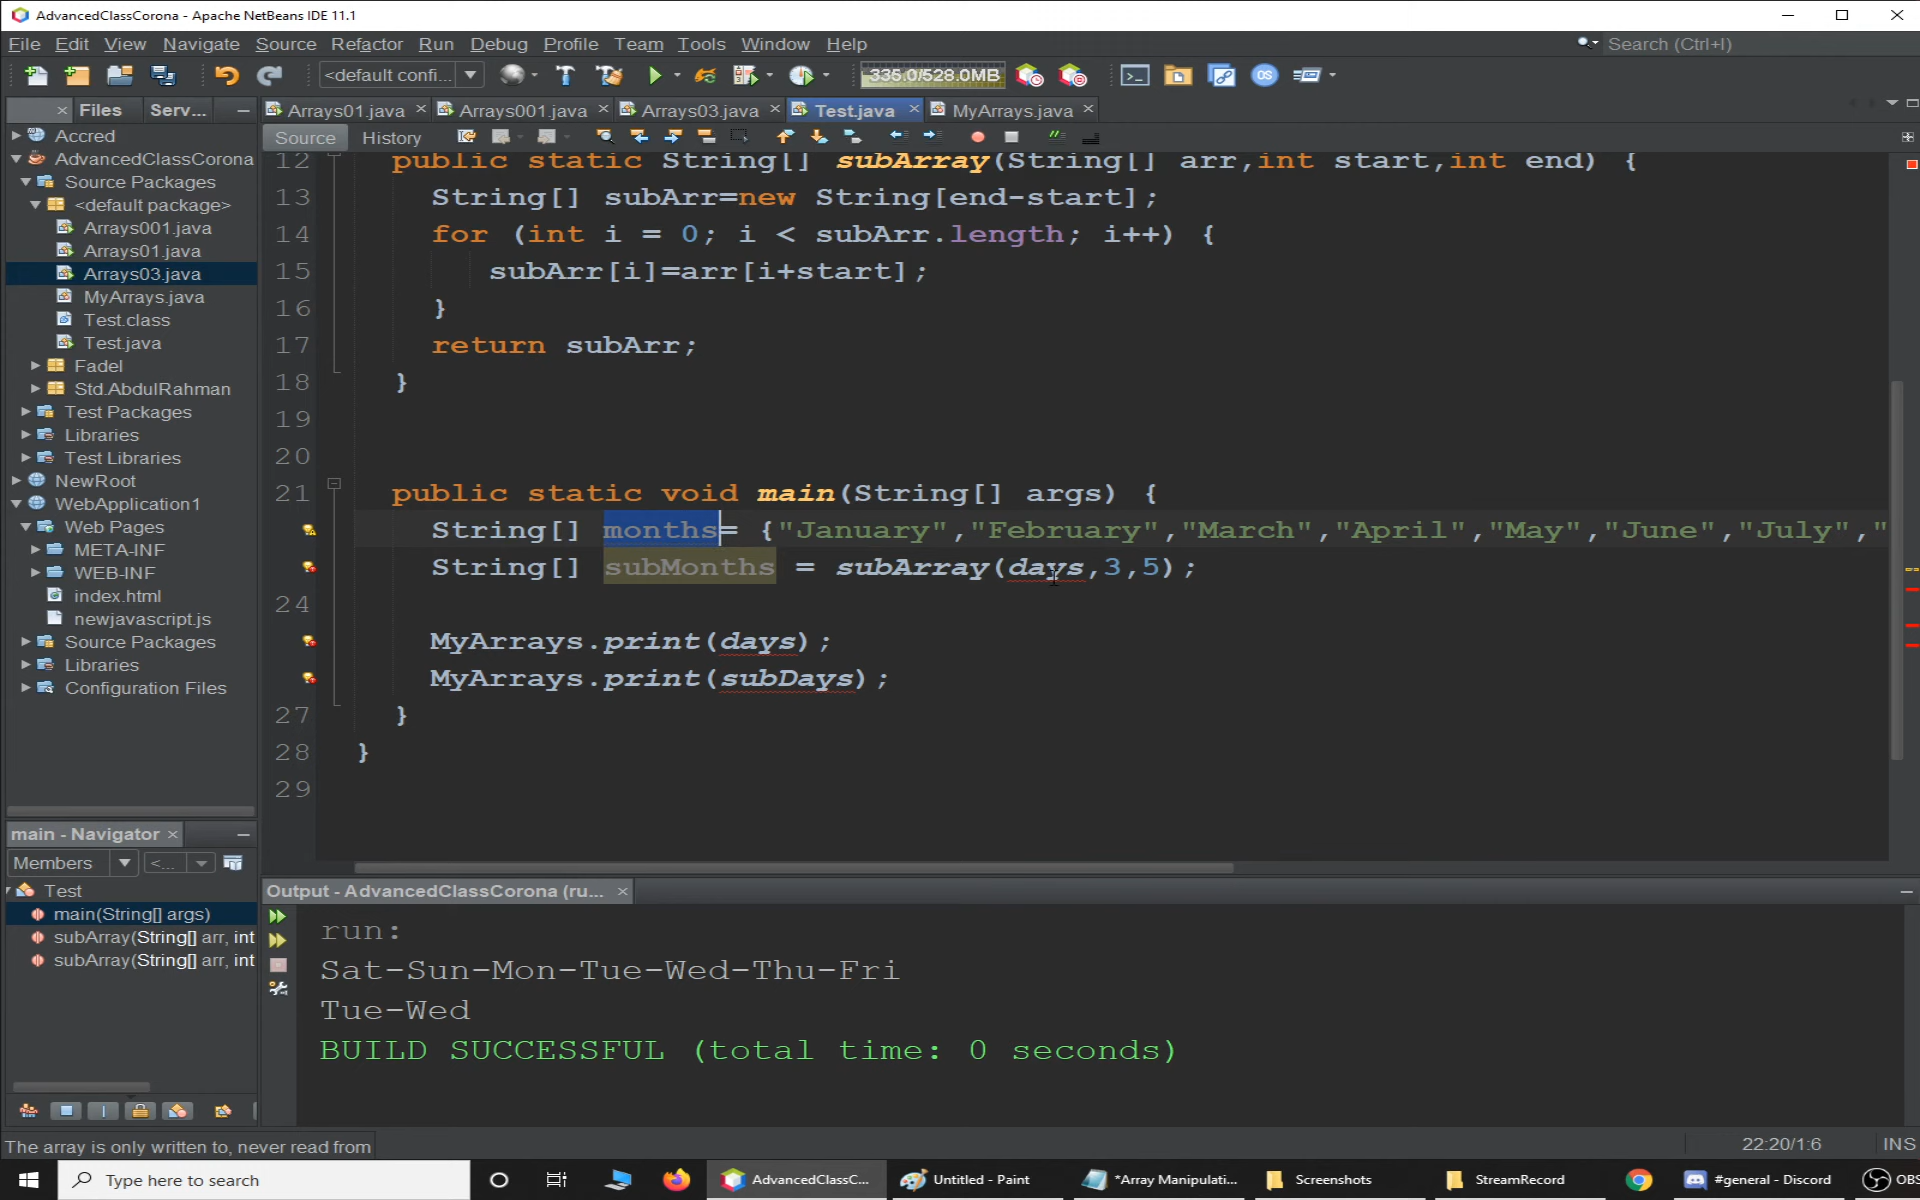 AdvancedClassCorona - Apache NetBeans IDE 11.1
File Edit View Navigate Source Refactor Run Debug Profile Team Tools Window Help
Search (Ctrl+I)
<default confi...
335.0/528.0MB
Files Serv...
Arrays01.java Arrays001.java Arrays03.java Test.java MyArrays.java
Source History
Accred
AdvancedClassCorona
Source Packages
<default package>
Arrays001.java
Arrays01.java
Arrays03.java
MyArrays.java
Test.class
Test.java
Fadel
Std.AbdulRahman
Test Packages
Libraries
Test Libraries
NewRoot
WebApplication1
Web Pages
META-INF
WEB-INF
index.html
newjavascript.js
Source Packages
Libraries
Configuration Files
12 public static String[] subArray(String[] arr,int start,int end) {
13 String[] subArr=new String[end-start];
14 for (int i = 0; i < subArr.length; i++) {
15 subArr[i]=arr[i+start];
16 }
17 return subArr;
18 }
19
20
21 public static void main(String[] args) {
String[] months= {"January","February","March","April","May","June","July","
String[] subMonths = subArray(days,3,5);
24
MyArrays.print(days);
MyArrays.print(subDays);
27 }
28 }
29
main - Navigator
Members <...
Test
main(String[] args)
subArray(String[] arr, int
subArray(String[] arr, int
Output - AdvancedClassCorona (ru...
run:
Sat-Sun-Mon-Tue-Wed-Thu-Fri
Tue-Wed
BUILD SUCCESSFUL (total time: 0 seconds)
The array is only written to, never read from
22:20/1:6 INS
Type here to search
AdvancedClassC...
Untitled - Paint
*Array Manipulati...
Screenshots
StreamRecord
#general - Discord
OBS